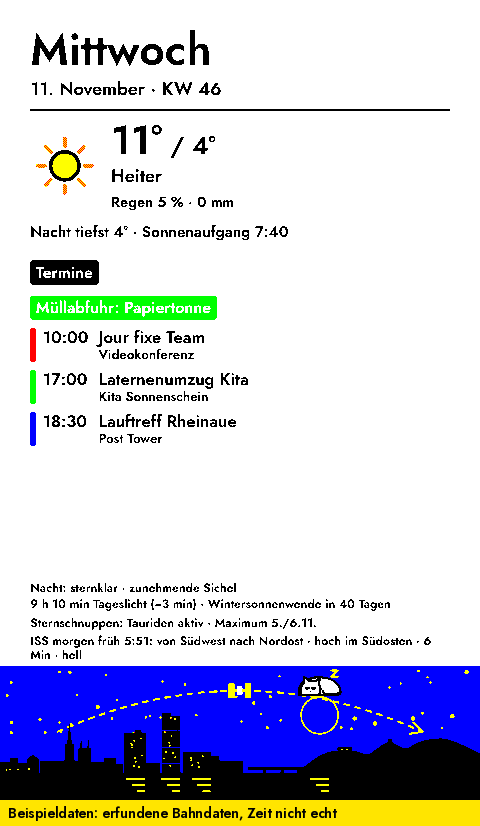 Mittwoch
11. November · KW 46
11° / 4°
Heiter
Regen 5 % · 0 mm
Nacht tiefst 4° · Sonnenaufgang 7:40
Termine
Müllabfuhr: Papiertonne
10:00 Jour fixe Team
Videokonferenz
17:00 Laternenumzug Kita
Kita Sonnenschein
18:30 Lauftreff Rheinaue
Post Tower
Nacht: sternklar · zunehmende Sichel
9 h 10 min Tageslicht (−3 min) · Wintersonnenwende in 40 Tagen
Sternschnuppen: Tauriden aktiv · Maximum 5./6.11.
ISS morgen früh 5:51: von Südwest nach Nordost · hoch im Südosten · 6
Min · hell
z
Beispieldaten: erfundene Bahndaten, Zeit nicht echt